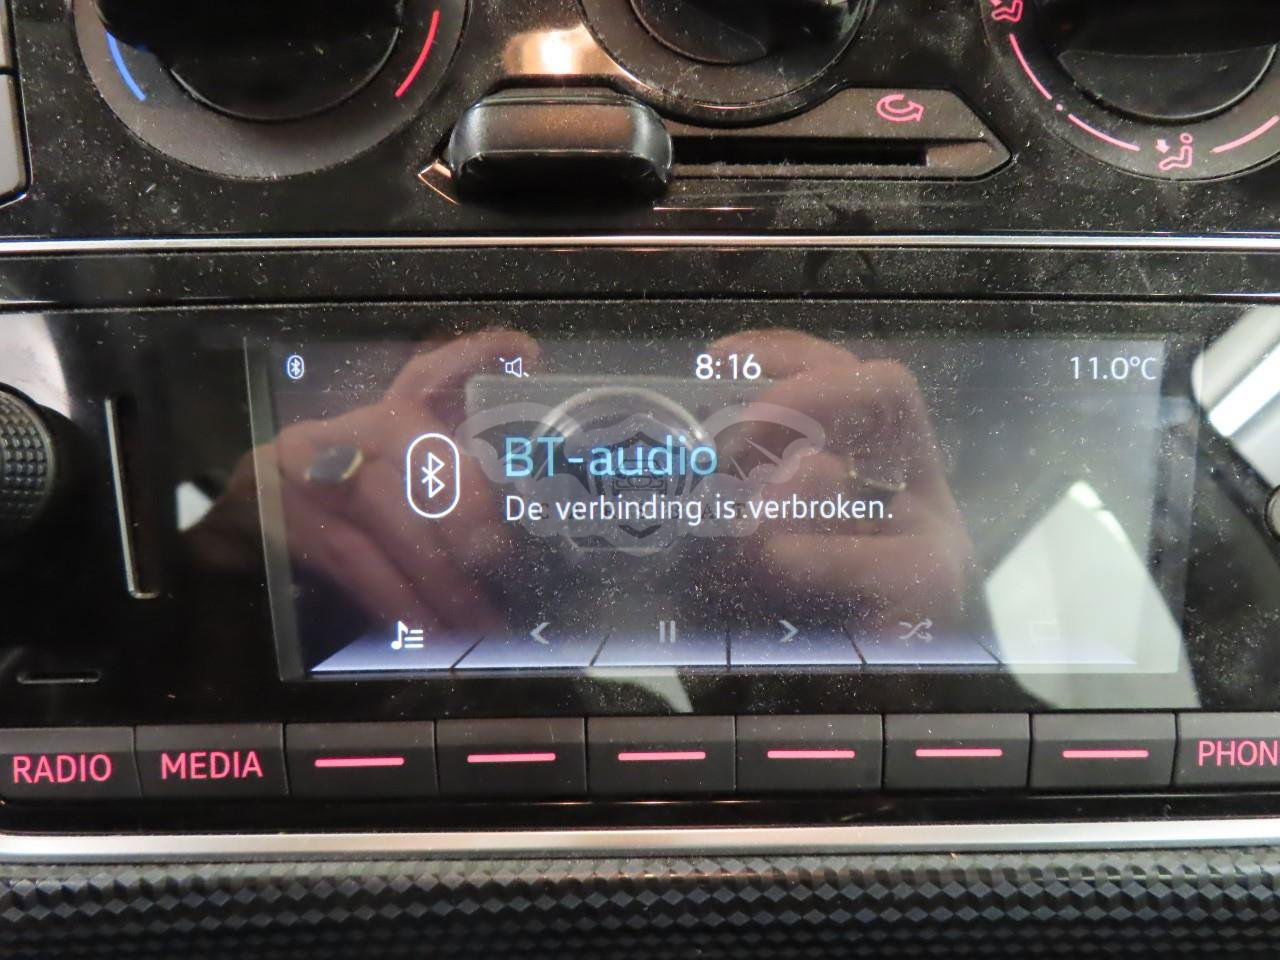 8:16
11.0°C
BT-audio
De verbinding is verbroken.
RADIO
MEDIA
PHON